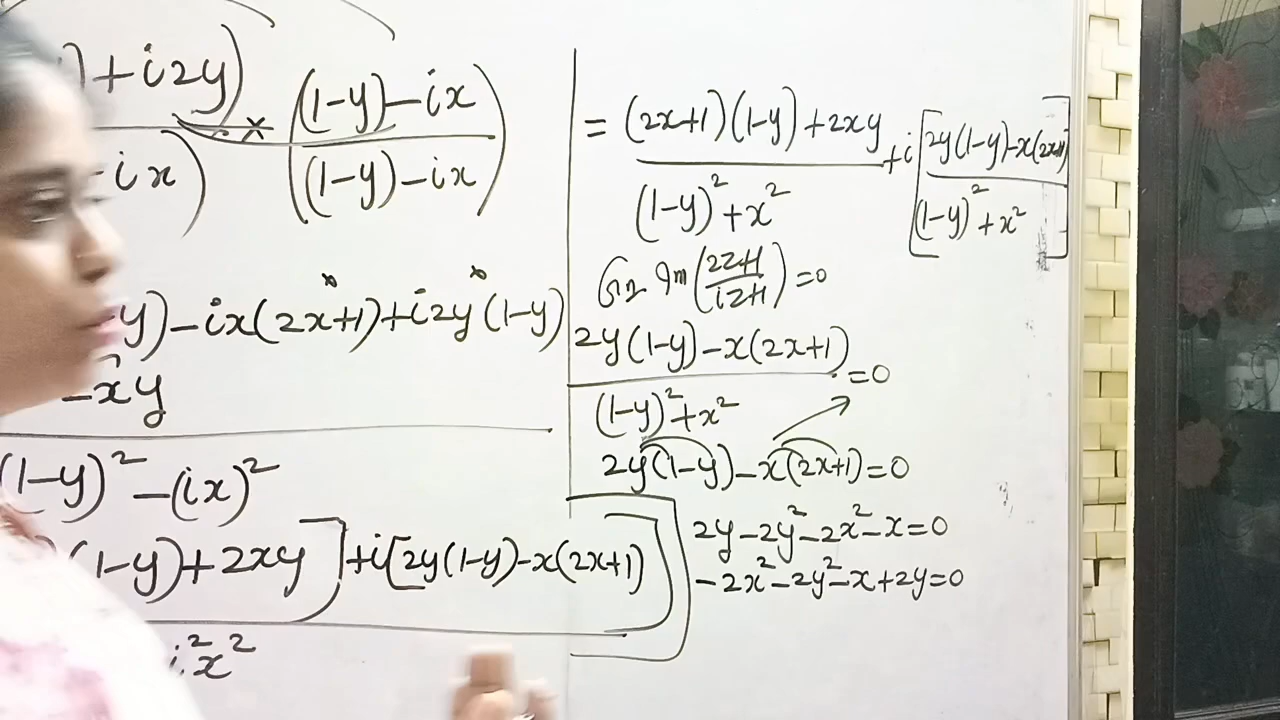 )+i2y) × ((1-y)-ix)
-ix) ((1-y)-ix)
y)-ix(2x+1)+i2y(1-y)
-xy
(1-y)²-(ix)²
(1-y)+2xy]+i[2y(1-y)-x(2x+1)]
i²x²
= (2x+1)(1-y)+2xy +i[2y(1-y)-x(2x+1)
(1-y)²+x² (1-y)²+x²]
Im(2z+1/iz+1)=0
2y(1-y)-x(2x+1)
=0
(1-y)²+x²
2y(1-y)-x(2x+1)=0
2y-2y²-2x²-x=0
-2x²-2y²-x+2y=0